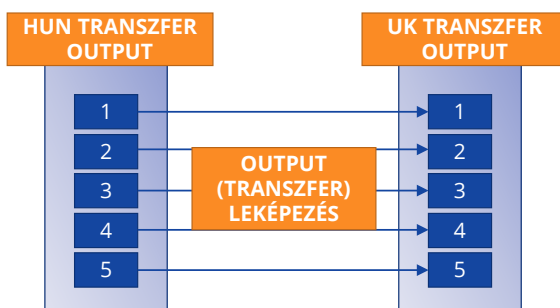 HUN TRANSZFER
OUTPUT
UK TRANSZFER
OUTPUT
1
1
2
2
OUTPUT
(TRANSZFER)
LEKÉPEZÉS
3
3
4
4
5
5